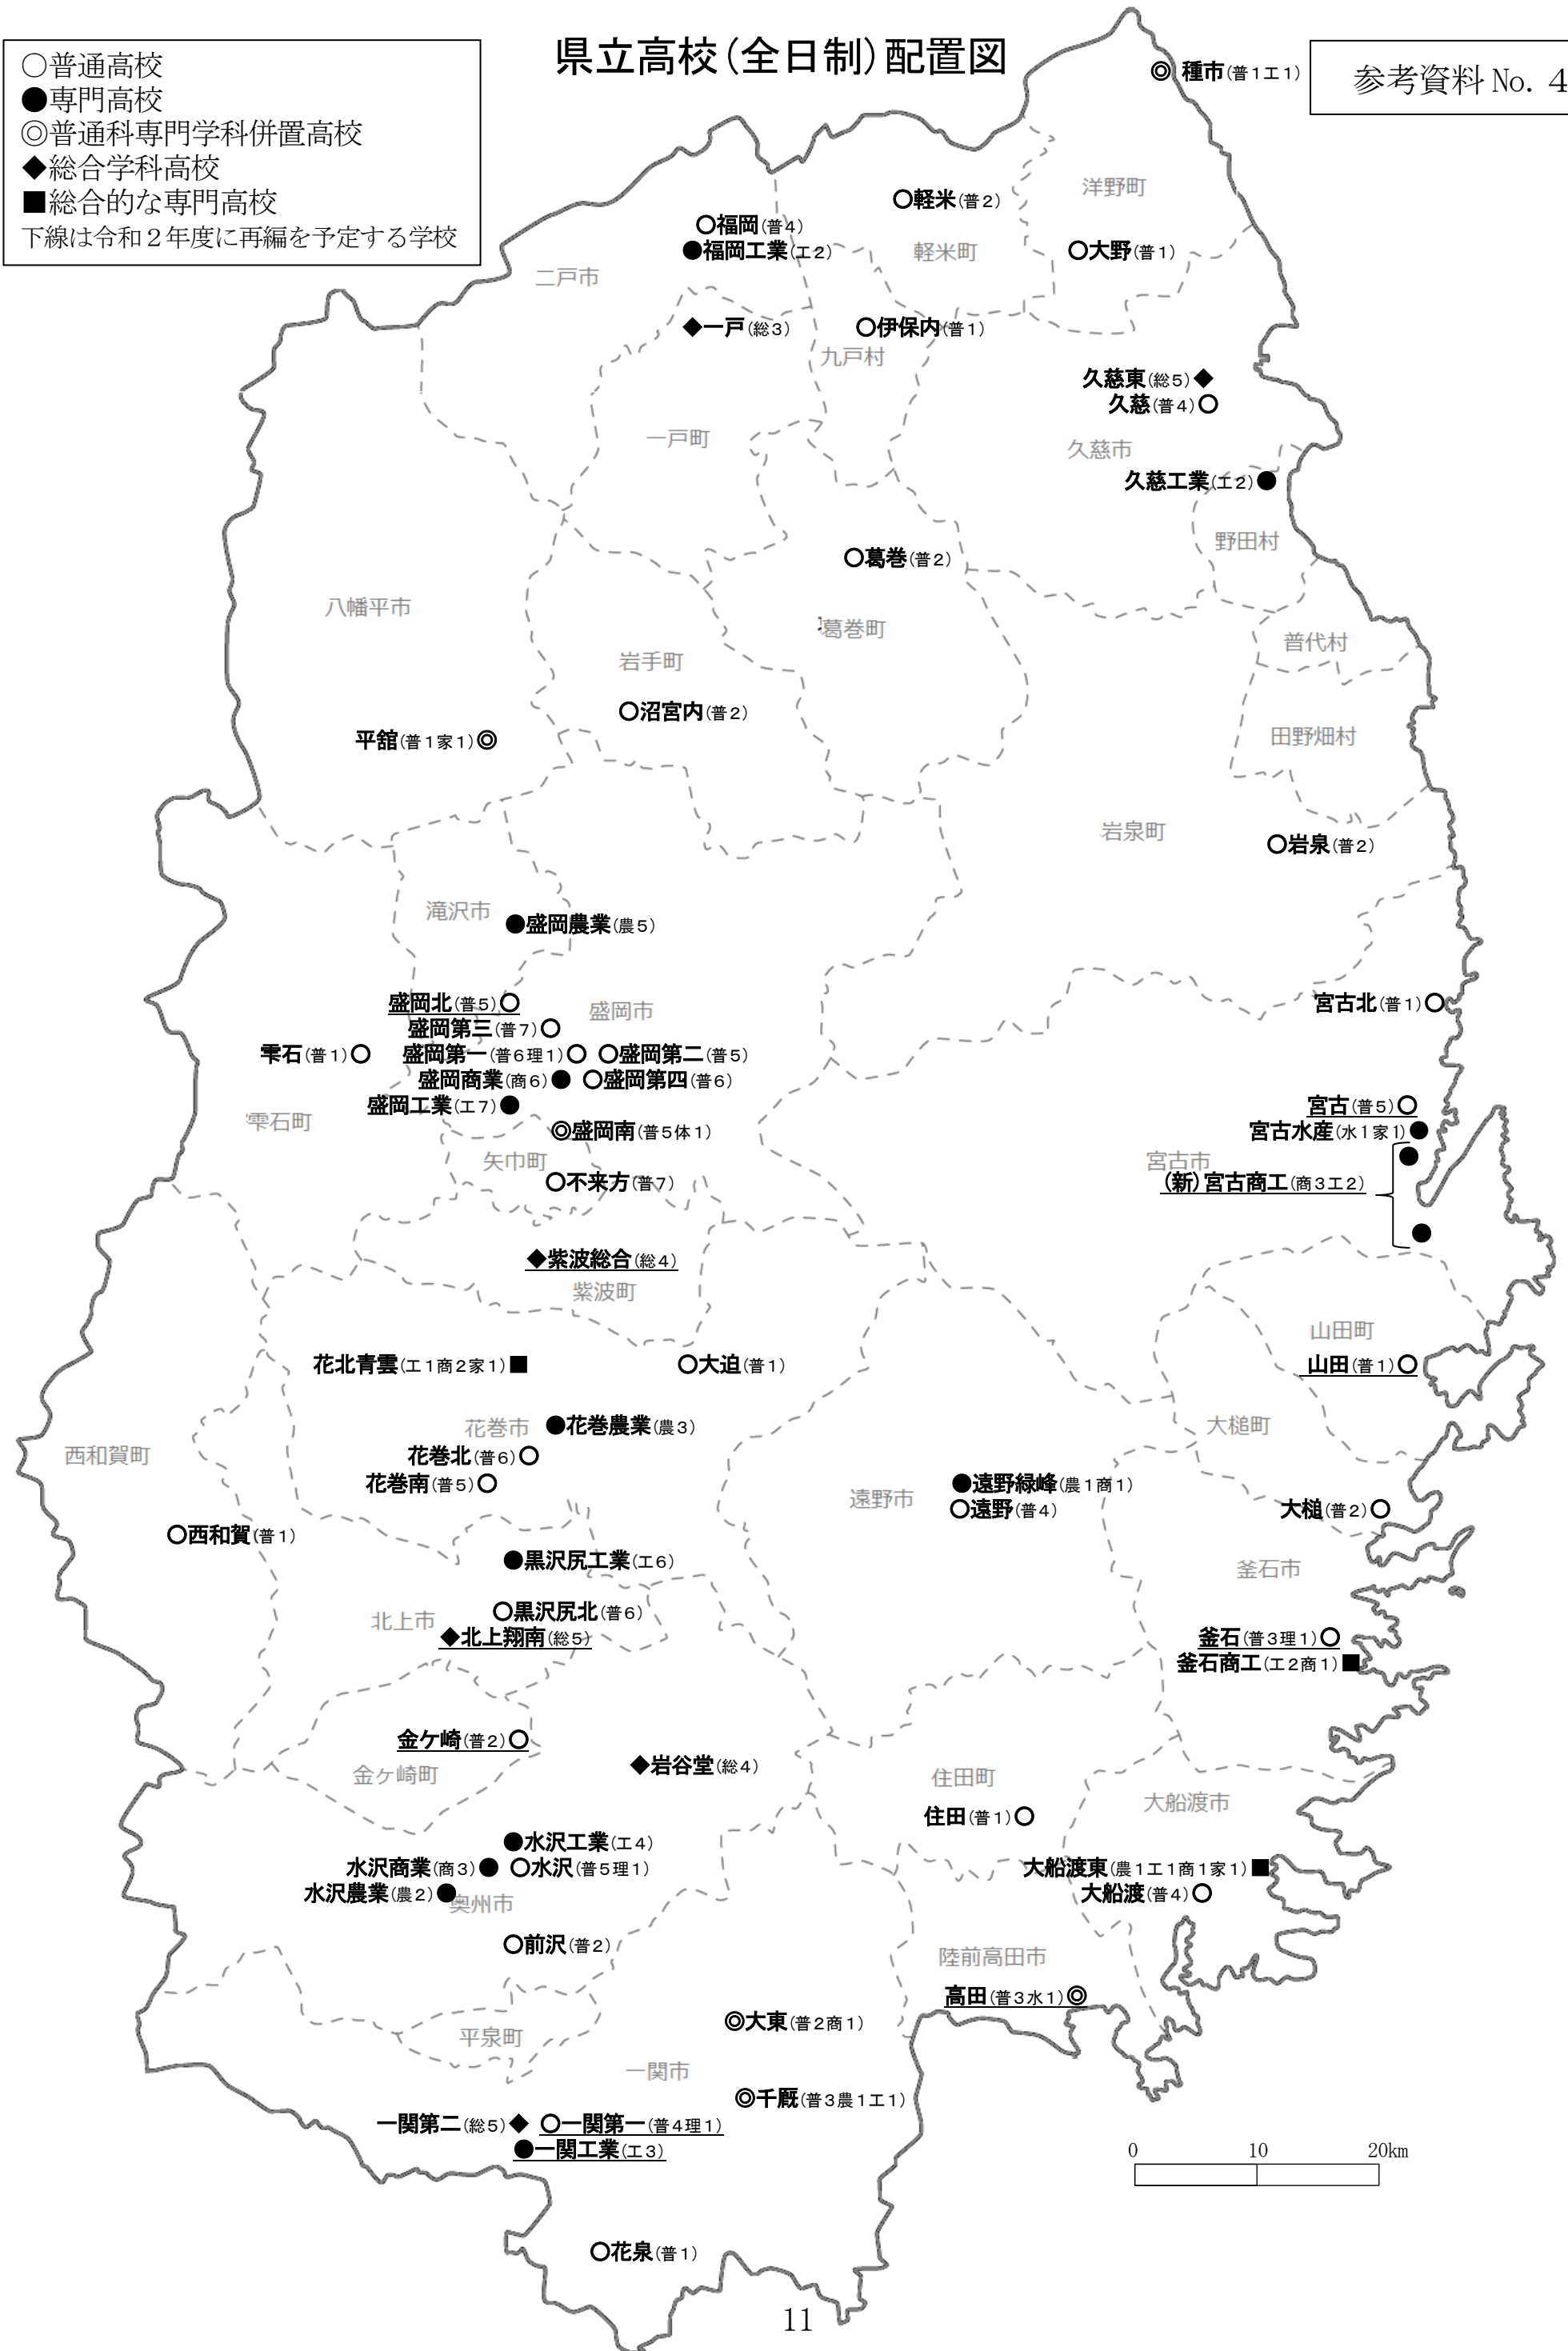 県立高校(全日制)配置図
参考資料 No. 4
○普通高校
●専門高校
◎普通科専門学科併置高校
◆総合学科高校
■総合的な専門高校
下線は令和２年度に再編を予定する学校
◎ 種市(普1工1)
洋野町
○軽米(普2)
○福岡(普4)
●福岡工業(工2)
軽米町
○大野(普1)
二戸市
◆一戸(総3)
○伊保内(普1)
九戸村
久慈東(総5)◆
久慈(普4)○
一戸町
久慈市
久慈工業(工2)●
野田村
○葛巻(普2)
八幡平市
葛巻町
普代村
岩手町
○沼宮内(普2)
平舘(普1家1)◎
田野畑村
岩泉町
○岩泉(普2)
滝沢市
●盛岡農業(農5)
盛岡北(普5)○
盛岡市
宮古北(普1)○
盛岡第三(普7)○
雫石(普1)○
盛岡第一(普6理1)○
○盛岡第二(普5)
盛岡商業(商6)●
○盛岡第四(普6)
盛岡工業(工7)●
宮古(普5)○
雫石町
◎盛岡南(普5体1)
宮古水産(水1家1)●
矢巾町
宮古市
●
○不来方(普7)
(新)宮古商工(商3工2)
●
◆紫波総合(総4)
紫波町
山田町
花北青雲(工1商2家1)■
○大迫(普1)
山田(普1)○
花巻市
●花巻農業(農3)
大槌町
西和賀町
花巻北(普6)○
花巻南(普5)○
●遠野緑峰(農1商1)
遠野市
○遠野(普4)
大槌(普2)○
○西和賀(普1)
●黒沢尻工業(工6)
釜石市
○黒沢尻北(普6)
北上市
◆北上翔南(総5)
釜石(普3理1)○
釜石商工(工2商1)■
金ケ崎(普2)○
◆岩谷堂(総4)
金ヶ崎町
住田町
大船渡市
住田(普1)○
●水沢工業(工4)
水沢商業(商3)●
○水沢(普5理1)
大船渡東(農1工1商1家1)■
水沢農業(農2)●
奥州市
大船渡(普4)○
○前沢(普2)
陸前高田市
高田(普3水1)◎
◎大東(普2商1)
平泉町
一関市
◎千厩(普3農1工1)
一関第二(総5)◆
○一関第一(普4理1)
●一関工業(工3)
0 10 20km
○花泉(普1)
11